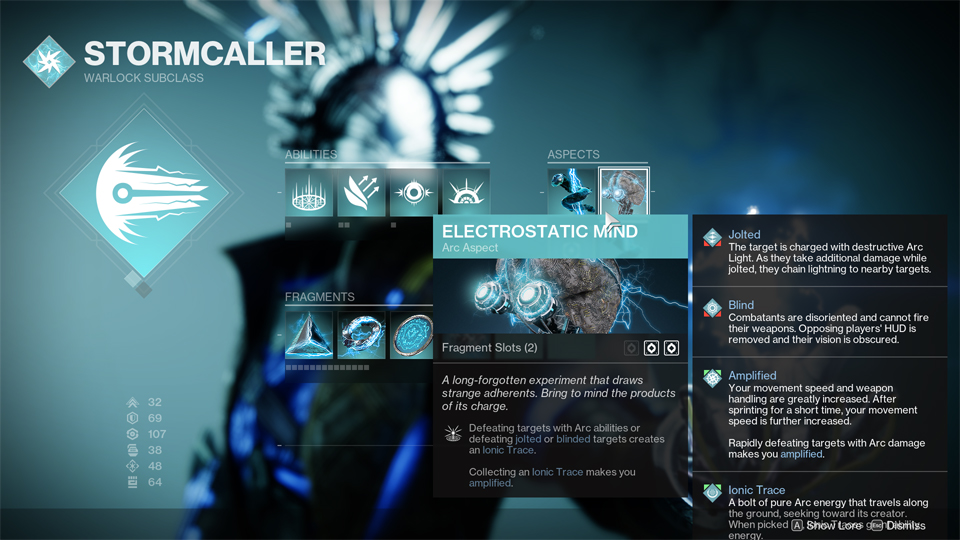 STORMCALLER
WARLOCK SUBCLASS
ABILITIES
ASPECTS
FRAGMENTS
32
69
107
38
48
64
ELECTROSTATIC MIND
Arc Aspect
Fragment Slots (2)
A long-forgotten experiment that draws
strange adherents. Bring to mind the products
of its charge.
Defeating targets with Arc abilities or
defeating jolted or blinded targets creates
an Ionic Trace.
Collecting an Ionic Trace makes you
amplified.
Jolted
The target is charged with destructive Arc
Light. As they take additional damage while
jolted, they chain lightning to nearby targets.
Blind
Combatants are disoriented and cannot fire
their weapons. Opposing players' HUD is
removed and their vision is obscured.
Amplified
Your movement speed and weapon
handling are greatly increased. After
sprinting for a short time, your movement
speed is further increased.
Rapidly defeating targets with Arc damage
makes you amplified.
Ionic Trace
A bolt of pure Arc energy that travels along
the ground, seeking toward its creator.
When picked
energy.
A Show Lore Esc Dismiss